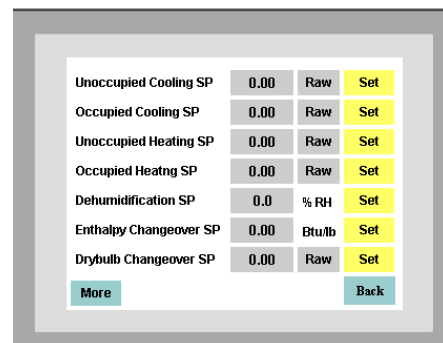 Unoccupied Cooling SP 0.00 Raw Set
Occupied Cooling SP 0.00 Raw Set
Unoccupied Heating SP 0.00 Raw Set
Occupied Heatng SP 0.00 Raw Set
Dehumidification SP 0.0 % RH Set
Enthalpy Changeover SP 0.00 Btu/lb Set
Drybulb Changeover SP 0.00 Raw Set
More Back